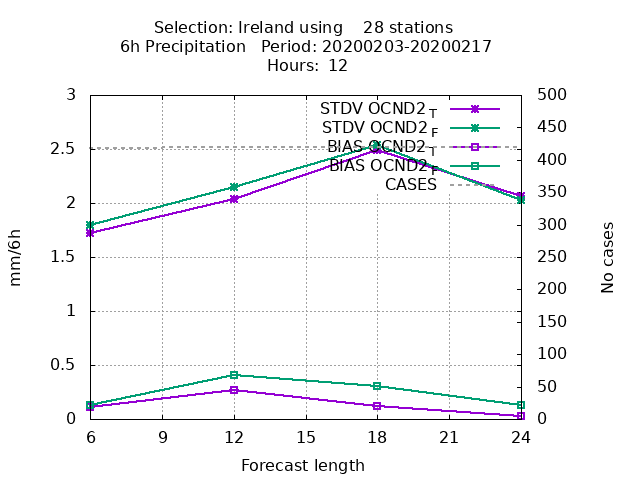 Selection: Ireland using 28 stations
6h Precipitation Period: 20200203-20200217
Hours: 12
3
2.5
2
1.5
1
0.5
0
mm/6h
STDV OCND2 T
STDV OCND2 F
BIAS OCND2 T
BIAS OCND2 F
CASES
500
450
400
350
300
250
200
150
100
50
0
No cases
6 9 12 15 18 21 24
Forecast length